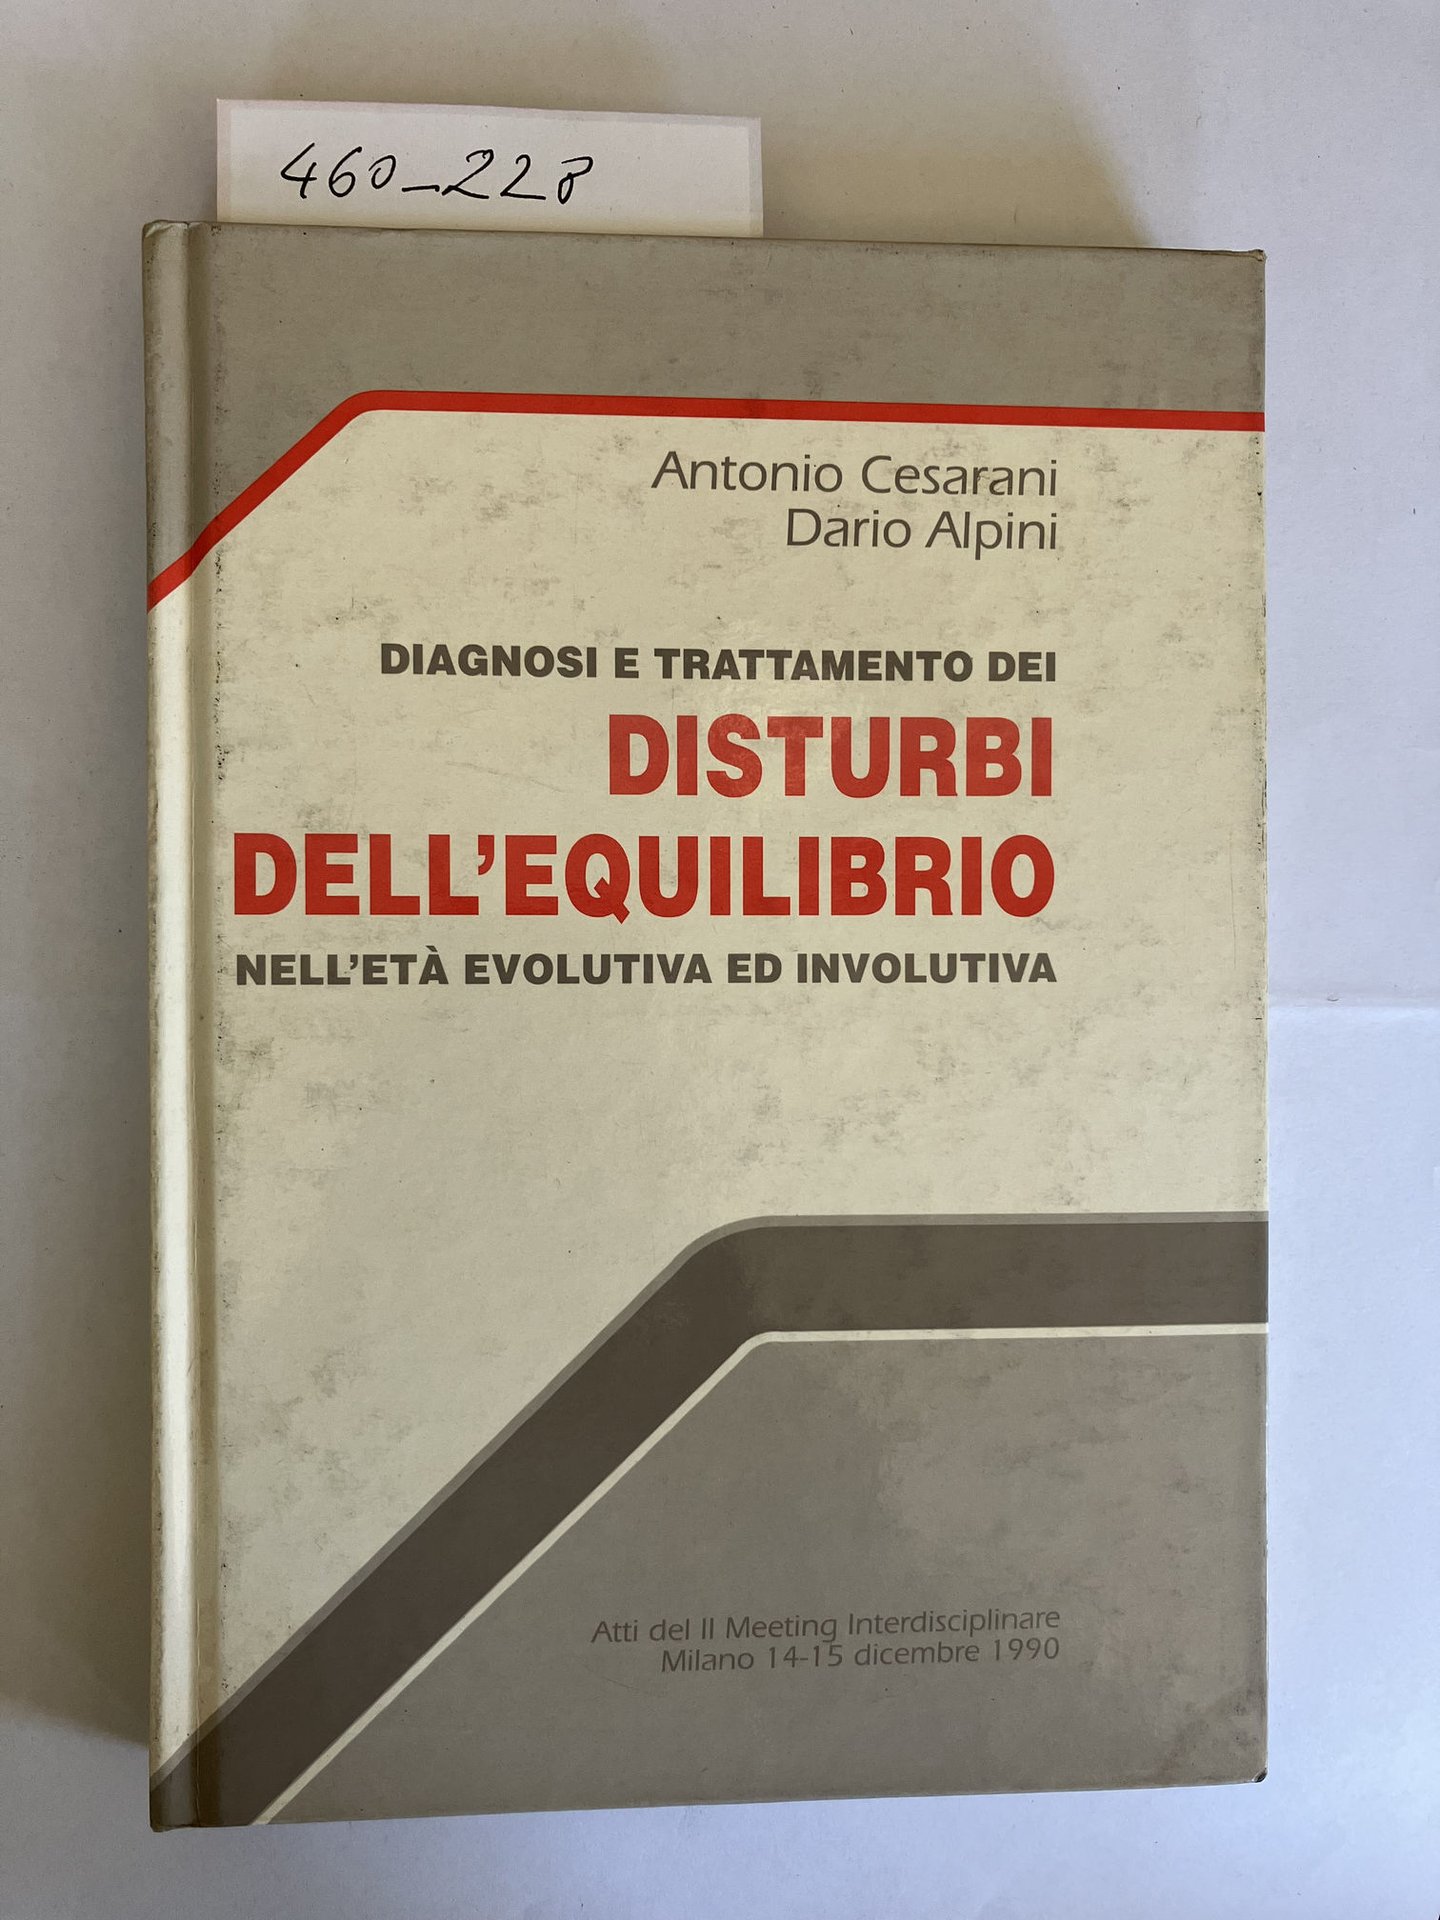 460_228
Antonio Cesarani
Dario Alpini
DIAGNOSI E TRATTAMENTO DEI
DISTURBI
DELL'EQUILIBRIO
NELL'ETÀ EVOLUTIVA ED INVOLUTIVA
Atti del II Meeting Interdisciplinare
Milano 14-15 dicembre 1990